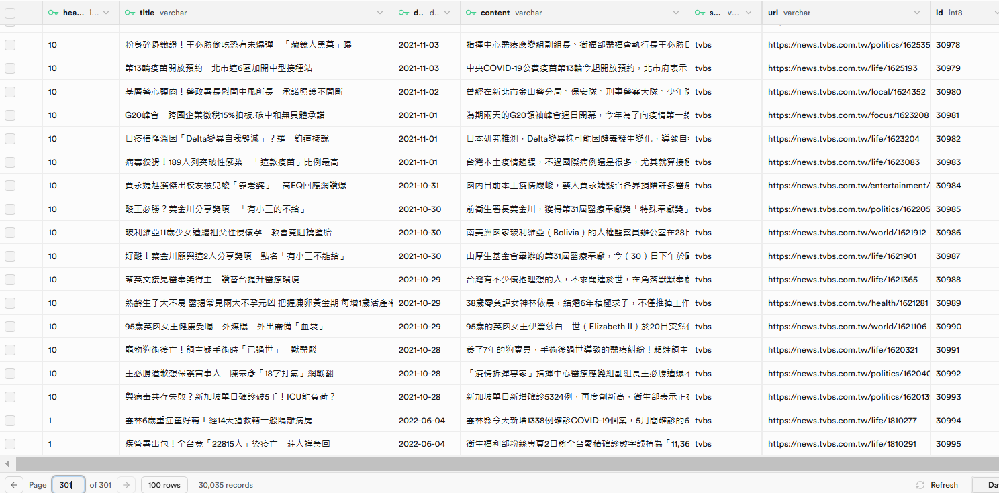 hea... i... title varchar d.. d.. content varchar s... v... url varchar id int8
10 粉身碎骨鐵證！王必勝偷吃恐有未爆彈 「藏鏡人黑幕」曝 2021-11-03 指揮中心醫療應變組副組長、衛福部醫福會執行長王必勝日 tvbs https://news.tvbs.com.tw/politics/162535 30978
10 第13輪疫苗開放預約 北市這6區加開中型接種站 2021-11-03 中央COVID-19公費疫苗第13輪今起開放預約，北市府表示 tvbs https://news.tvbs.com.tw/life/1625193 30979
10 基層警心頭肉！警政署長慰問中風所長 承諾照護不間斷 2021-11-02 曾經在新北市金山警分局、保安隊、刑事警察大隊、少年隊 tvbs https://news.tvbs.com.tw/local/1624352 30980
10 G20峰會 跨國企業徵稅15%拍板.碳中和無具體承諾 2021-11-01 為期兩天的G20領袖峰會週日閉幕，今年為了向疫情第一線 tvbs https://news.tvbs.com.tw/focus/1623208 30981
10 日疫情降溫因「Delta變異自我毀滅」？羅一鈞這樣說 2021-11-01 日本研究推測，Delta變異株可能因酵素發生變化，導致自 tvbs https://news.tvbs.com.tw/life/1623204 30982
10 病毒狡猾！189人列突破性感染 「這款疫苗」比例最高 2021-11-01 台灣本土疫情趨緩，不過國際病例還是很多，尤其就算接種 tvbs https://news.tvbs.com.tw/life/1623083 30983
10 賈永婕尪獲傑出校友被兒酸「靠老婆」 高EQ回應網讚爆 2021-10-31 國內日前本土疫情嚴峻，藝人賈永婕號召各界捐贈許多醫療 tvbs https://news.tvbs.com.tw/entertainment/ 30984
10 酸王必勝？葉金川分享獎項 「有小三的不給」 2021-10-30 前衛生署長葉金川，獲得第31屆醫療奉獻獎「特殊奉獻獎」 tvbs https://news.tvbs.com.tw/politics/162205 30985
10 玻利維亞11歲少女遭繼祖父性侵懷孕 教會竟阻撓墮胎 2021-10-30 南美洲國家玻利維亞（Bolivia）的人權監察員辦公室在28日 tvbs https://news.tvbs.com.tw/world/1621912 30986
10 好酸！葉金川願與這2人分享獎項 點名「有小三不能給」 2021-10-30 由厚生基金會舉辦的第31屆醫療奉獻，今（30）日下午於 tvbs https://news.tvbs.com.tw/life/1621901 30987
10 蔡英文接見醫奉獎得主 讚替台提升醫療環境 2021-10-29 台灣有不少懷抱理想的人，不求聞達於世，在角落默默奉獻 tvbs https://news.tvbs.com.tw/life/1621365 30988
10 熟齡生子大不易 醫揭常見兩大不孕元凶 把握凍卵黃金期 每增1歲活產率 2021-10-29 38歲零負評女神林依晨，結婚6年積極求子，不僅推掉工作 tvbs https://news.tvbs.com.tw/health/1621281 30989
10 95歲英國女王健康受矚 外媒曝：外出需備「血袋」 2021-10-29 95歲的英國女王伊麗莎白二世（Elizabeth II）於20日突然 tvbs https://news.tvbs.com.tw/world/1621106 30990
10 寵物狗術後亡！飼主疑手術時「已過世」 獸醫駁 2021-10-28 養了7年的狗寶貝，手術後過世導致的醫療糾紛！賴姓飼主 tvbs https://news.tvbs.com.tw/life/1620321 30991
10 王必勝道歉想保護當事人 陳宗彥「18字打氣」網戰翻 2021-10-28 「疫情拆彈專家」指揮中心醫療應變組副組長王必勝遭爆不 tvbs https://news.tvbs.com.tw/politics/162040 30992
10 與病毒共存失敗？新加坡單日確診破5千！ICU能負荷？ 2021-10-28 新加坡單日新增確診5324例，再度創新高，衛生部表示正在 tvbs https://news.tvbs.com.tw/politics/162013 30993
1 雲林6歲重症童好轉！經14天搶救轉一般隔離病房 2022-06-04 雲林縣今天新增1338例確診COVID-19個案，5月間確診的6 tvbs https://news.tvbs.com.tw/life/1810277 30994
1 疾管署出包！全台竟「22815人」染疫亡 莊人祥急回 2022-06-04 衛生福利部粉絲專頁2日將全台累積確診數字誤植為「11,36 tvbs https://news.tvbs.com.tw/life/1810291 30995
Page 301 of 301 100 rows 30,035 records Refresh Da